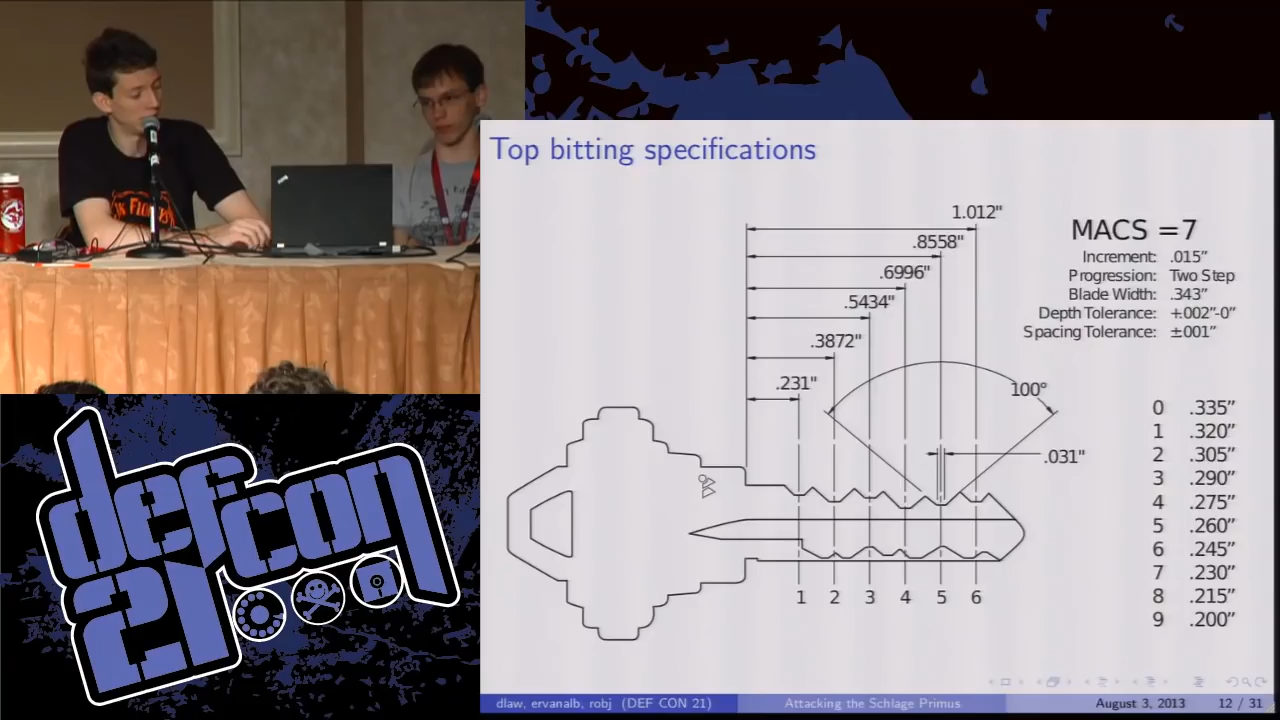 Top bitting specifications
1.012"
.8558"
.6996"
.5434"
.3872"
.231"
100°
.031"
1 2 3 4 5 6
MACS =7
Increment: .015"
Progression: Two Step
Blade Width: .343"
Depth Tolerance: +.002"-0"
Spacing Tolerance: ±.001"
0 .335"
1 .320"
2 .305"
3 .290"
4 .275"
5 .260"
6 .245"
7 .230"
8 .215"
9 .200"
dlaw, ervanalb, robj (DEF CON 21) Attacking the Schlage Primus August 3, 2013 12 / 31
defcon
21